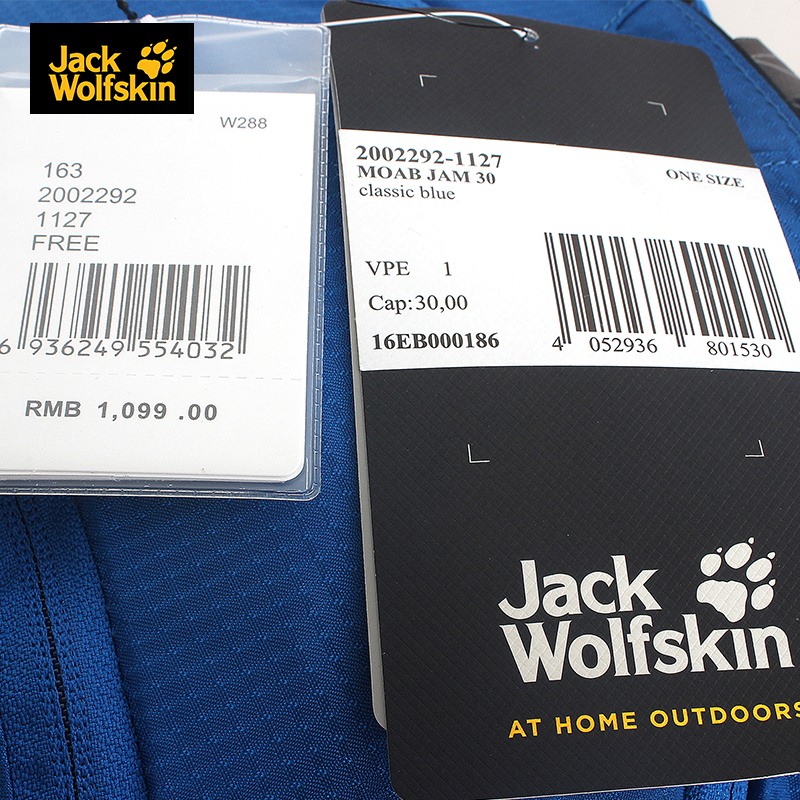 Jack
Wolfskin
W288
163
2002292
1127
FREE
6 936249 554032
RMB 1,099 .00
2002292-1127
MOAB JAM 30
classic blue
ONE SIZE
VPE 1
Cap:30,00
16EB000186
4 052936 801530
Jack
Wolfskin
AT HOME OUTDOORS